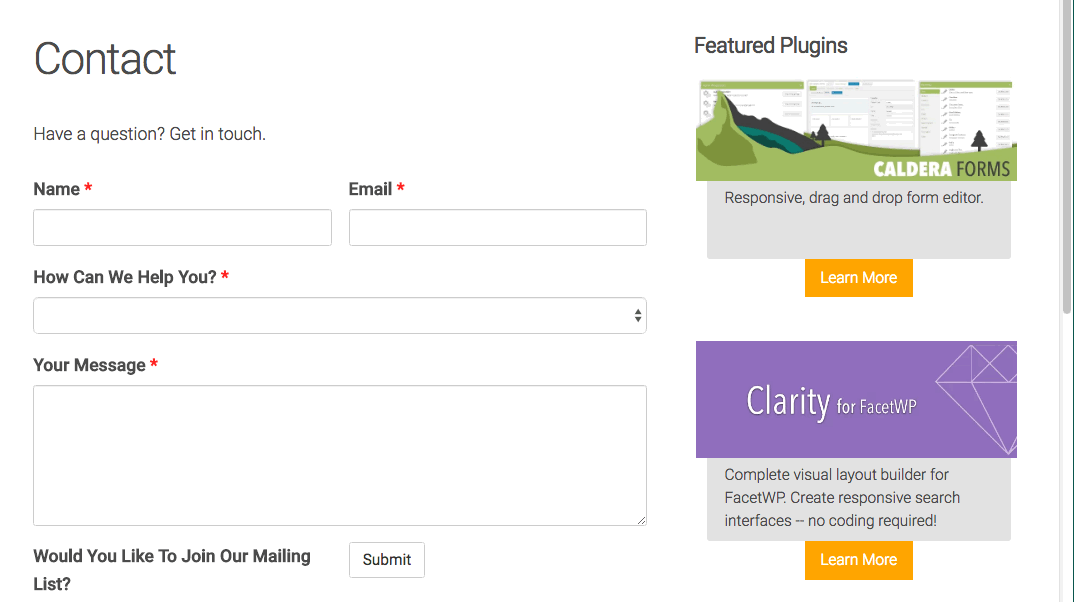 Contact
Have a question? Get in touch.
Name *
Email *
How Can We Help You? *
Your Message *
Would You Like To Join Our Mailing
List?
Submit
Featured Plugins
CALDERA FORMS
Responsive, drag and drop form editor.
Learn More
Clarity for FacetWP
Complete visual layout builder for
FacetWP. Create responsive search
interfaces -- no coding required!
Learn More